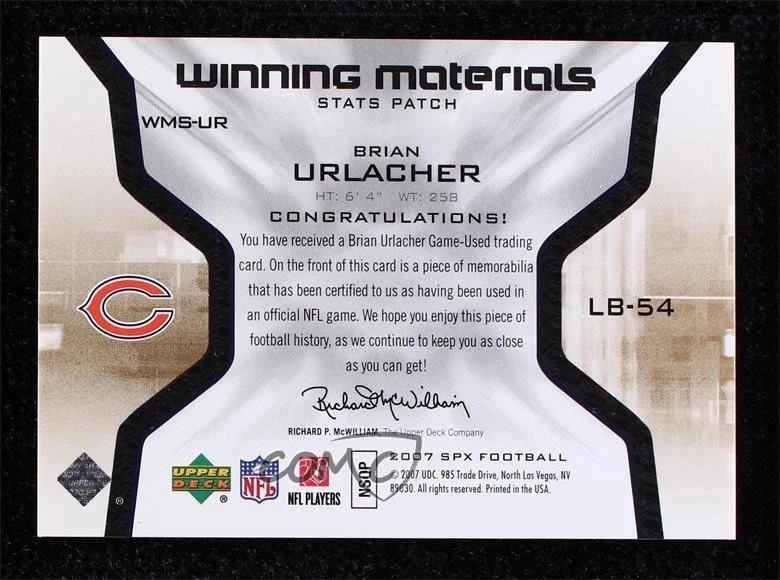 WINNING MATERIALS
STATS PATCH
WMS-UR
BRIAN
URLACHER
HT: 6' 4" WT: 258
CONGRATULATIONS!
You have received a Brian Urlacher Game-Used trading
card. On the front of this card is a piece of memorabilia
that has been certified to us as having been used in
an official NFL game. We hope you enjoy this piece of
football history, as we continue to keep you as close
as you can get!
LB-54
Richard McWilliam
RICHARD P. McWILLIAM, The Upper Deck Company
UPPER
DECK
®
NFL
NFL PLAYERS
NSOP
COMC
2007 SPX FOOTBALL
© 2007 UDC. 985 Trade Drive, North Las Vegas, NV
89030. All rights reserved. Printed in the USA.
®